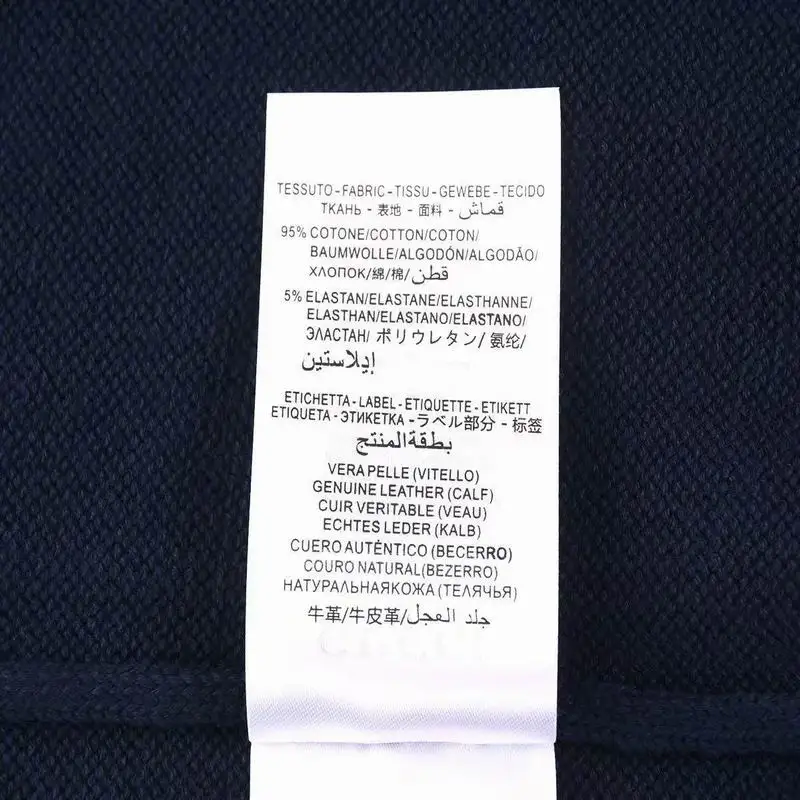 TESSUTO-FABRIC-TISSU-GEWEBE-TECIDO
ТКАНЬ - 表地 - 面料 - قماش
95% COTONE/COTTON/COTON/
BAUMWOLLE/ALGODÓN/ALGODÃO/
ХЛОПОК/綿/棉/قطن
5% ELASTAN/ELASTANE/ELASTHANNE/
ELASTHAN/ELASTANO/ELASTANO/
ЭЛАСТАН/ ポリウレタン/ 氨纶/
إيلاستين
ETICHETTA-LABEL-ETIQUETTE-ETIKETT
ETIQUETA-ЭТИКЕТКА-ラベル部分 - 标签
بطقة المنتج
VERA PELLE (VITELLO)
GENUINE LEATHER (CALF)
CUIR VERITABLE (VEAU)
ECHTES LEDER (KALB)
CUERO AUTÉNTICO (BECERRO)
COURO NATURAL(BEZERRO)
НАТУРАЛЬНАЯКОЖА (ТЕЛЯЧЬЯ)
牛革/牛皮革/جلد العجل